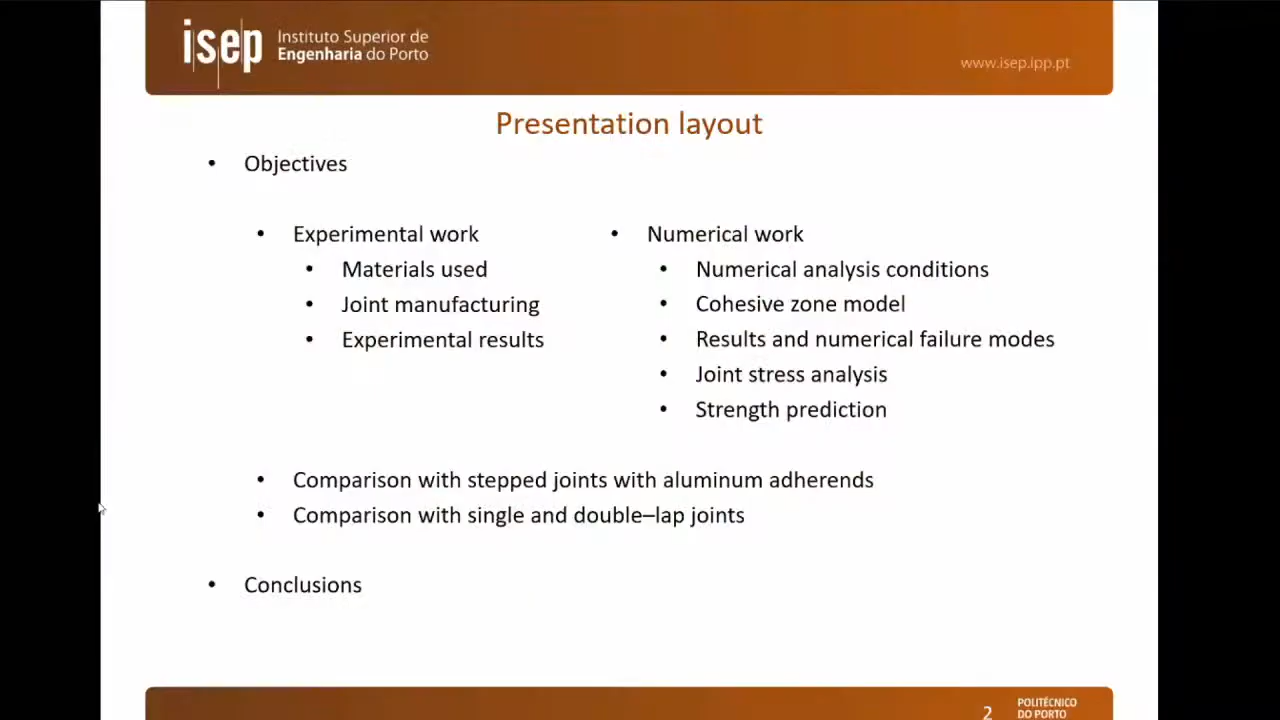 isep
Instituto Superior de
Engenharia do Porto
www.isep.ipp.pt
Presentation layout
• Objectives
• Experimental work
• Materials used
• Joint manufacturing
• Experimental results
• Numerical work
• Numerical analysis conditions
• Cohesive zone model
• Results and numerical failure modes
• Joint stress analysis
• Strength prediction
• Comparison with stepped joints with aluminum adherends
• Comparison with single and double–lap joints
• Conclusions
2
POLITÉCNICO
DO PORTO